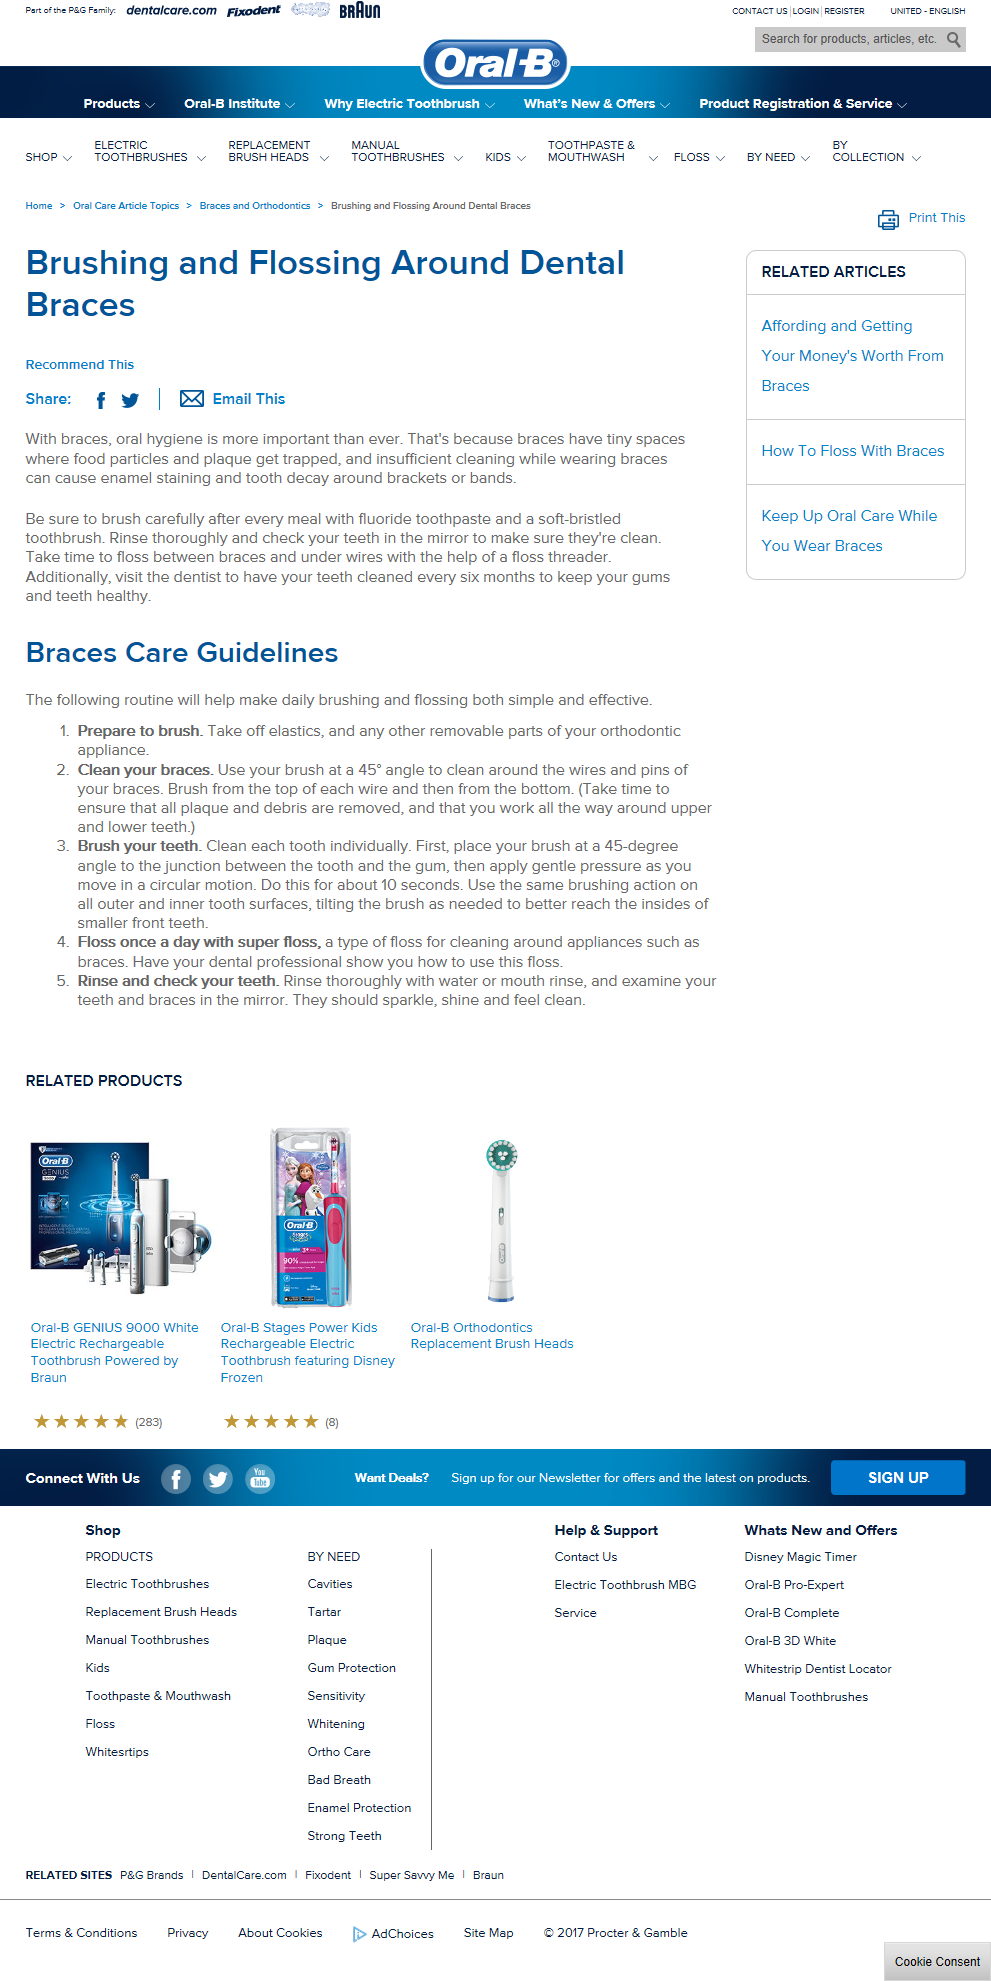 Part of the P&G Family: dentalcare.com Fixodent BRAUN
CONTACT US | LOGIN | REGISTER UNITED - ENGLISH
Search for products, articles, etc.
Oral-B®
Products Oral-B Institute Why Electric Toothbrush What's New & Offers Product Registration & Service
SHOP ELECTRIC TOOTHBRUSHES REPLACEMENT BRUSH HEADS MANUAL TOOTHBRUSHES KIDS TOOTHPASTE & MOUTHWASH FLOSS BY NEED BY COLLECTION
Home > Oral Care Article Topics > Braces and Orthodontics > Brushing and Flossing Around Dental Braces
Print This
Brushing and Flossing Around Dental
Braces
Recommend This
Share: Email This
With braces, oral hygiene is more important than ever. That's because braces have tiny spaces
where food particles and plaque get trapped, and insufficient cleaning while wearing braces
can cause enamel staining and tooth decay around brackets or bands.
Be sure to brush carefully after every meal with fluoride toothpaste and a soft-bristled
toothbrush. Rinse thoroughly and check your teeth in the mirror to make sure they're clean.
Take time to floss between braces and under wires with the help of a floss threader.
Additionally, visit the dentist to have your teeth cleaned every six months to keep your gums
and teeth healthy.
RELATED ARTICLES
Affording and Getting
Your Money's Worth From
Braces
How To Floss With Braces
Keep Up Oral Care While
You Wear Braces
Braces Care Guidelines
The following routine will help make daily brushing and flossing both simple and effective.
1. Prepare to brush. Take off elastics, and any other removable parts of your orthodontic
appliance.
2. Clean your braces. Use your brush at a 45° angle to clean around the wires and pins of
your braces. Brush from the top of each wire and then from the bottom. (Take time to
ensure that all plaque and debris are removed, and that you work all the way around upper
and lower teeth.)
3. Brush your teeth. Clean each tooth individually. First, place your brush at a 45-degree
angle to the junction between the tooth and the gum, then apply gentle pressure as you
move in a circular motion. Do this for about 10 seconds. Use the same brushing action on
all outer and inner tooth surfaces, tilting the brush as needed to better reach the insides of
smaller front teeth.
4. Floss once a day with super floss, a type of floss for cleaning around appliances such as
braces. Have your dental professional show you how to use this floss.
5. Rinse and check your teeth. Rinse thoroughly with water or mouth rinse, and examine your
teeth and braces in the mirror. They should sparkle, shine and feel clean.
RELATED PRODUCTS
Oral-B
GENIUS
9000
Oral-B
Stages
3+
90%
Oral-B
Oral-B GENIUS 9000 White
Electric Rechargeable
Toothbrush Powered by
Braun
(283)
Oral-B Stages Power Kids
Rechargeable Electric
Toothbrush featuring Disney
Frozen
(8)
Oral-B Orthodontics
Replacement Brush Heads
Connect With Us You Tube Want Deals? Sign up for our Newsletter for offers and the latest on products. SIGN UP
Shop
PRODUCTS
Electric Toothbrushes
Replacement Brush Heads
Manual Toothbrushes
Kids
Toothpaste & Mouthwash
Floss
Whitesrtips
BY NEED
Cavities
Tartar
Plaque
Gum Protection
Sensitivity
Whitening
Ortho Care
Bad Breath
Enamel Protection
Strong Teeth
Help & Support
Contact Us
Electric Toothbrush MBG
Service
Whats New and Offers
Disney Magic Timer
Oral-B Pro-Expert
Oral-B Complete
Oral-B 3D White
Whitestrip Dentist Locator
Manual Toothbrushes
RELATED SITES P&G Brands | DentalCare.com | Fixodent | Super Savvy Me | Braun
Terms & Conditions Privacy About Cookies AdChoices Site Map © 2017 Procter & Gamble
Cookie Consent